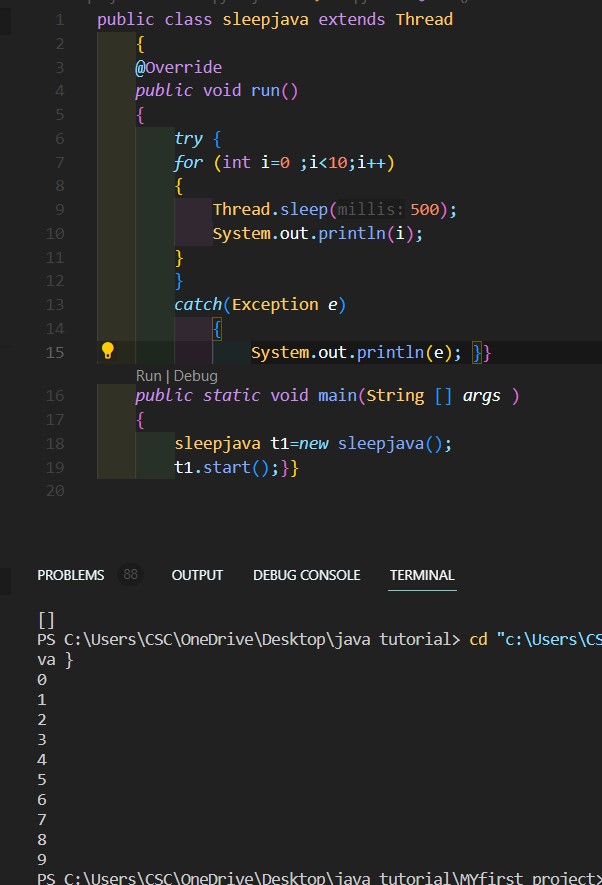 1 public class sleepjava extends Thread
2 {
3 @Override
4 public void run()
5 {
6 try {
7 for (int i=0 ;i<10;i++)
8 {
9 Thread.sleep(millis: 500);
10 System.out.println(i);
11 }
12 }
13 catch(Exception e)
14 {
15 System.out.println(e); }}
Run | Debug
16 public static void main(String [] args )
17 {
18 sleepjava t1=new sleepjava();
19 t1.start();}}
20
PROBLEMS 88 OUTPUT DEBUG CONSOLE TERMINAL
[]
PS C:\Users\CSC\OneDrive\Desktop\java tutorial> cd "c:\Users\CS
va }
0
1
2
3
4
5
6
7
8
9
PS C:\Users\CSC\OneDrive\Desktop\java tutorial\MYfirst project>